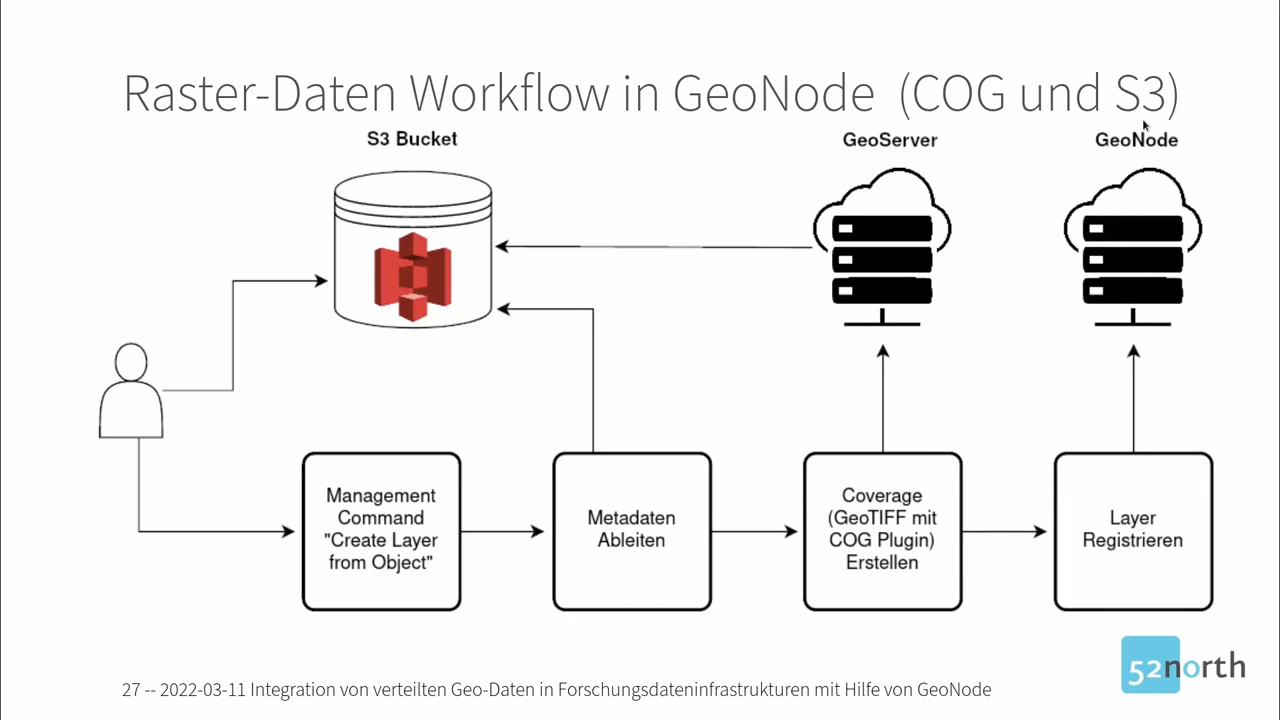 Raster-Daten Workflow in GeoNode (COG und S3)
S3 Bucket
GeoServer
GeoNode
Management
Command
"Create Layer
from Object"
Metadaten
Ableiten
Coverage
(GeoTIFF mit
COG Plugin)
Erstellen
Layer
Registrieren
52north
27 -- 2022-03-11 Integration von verteilten Geo-Daten in Forschungsdateninfrastrukturen mit Hilfe von GeoNode